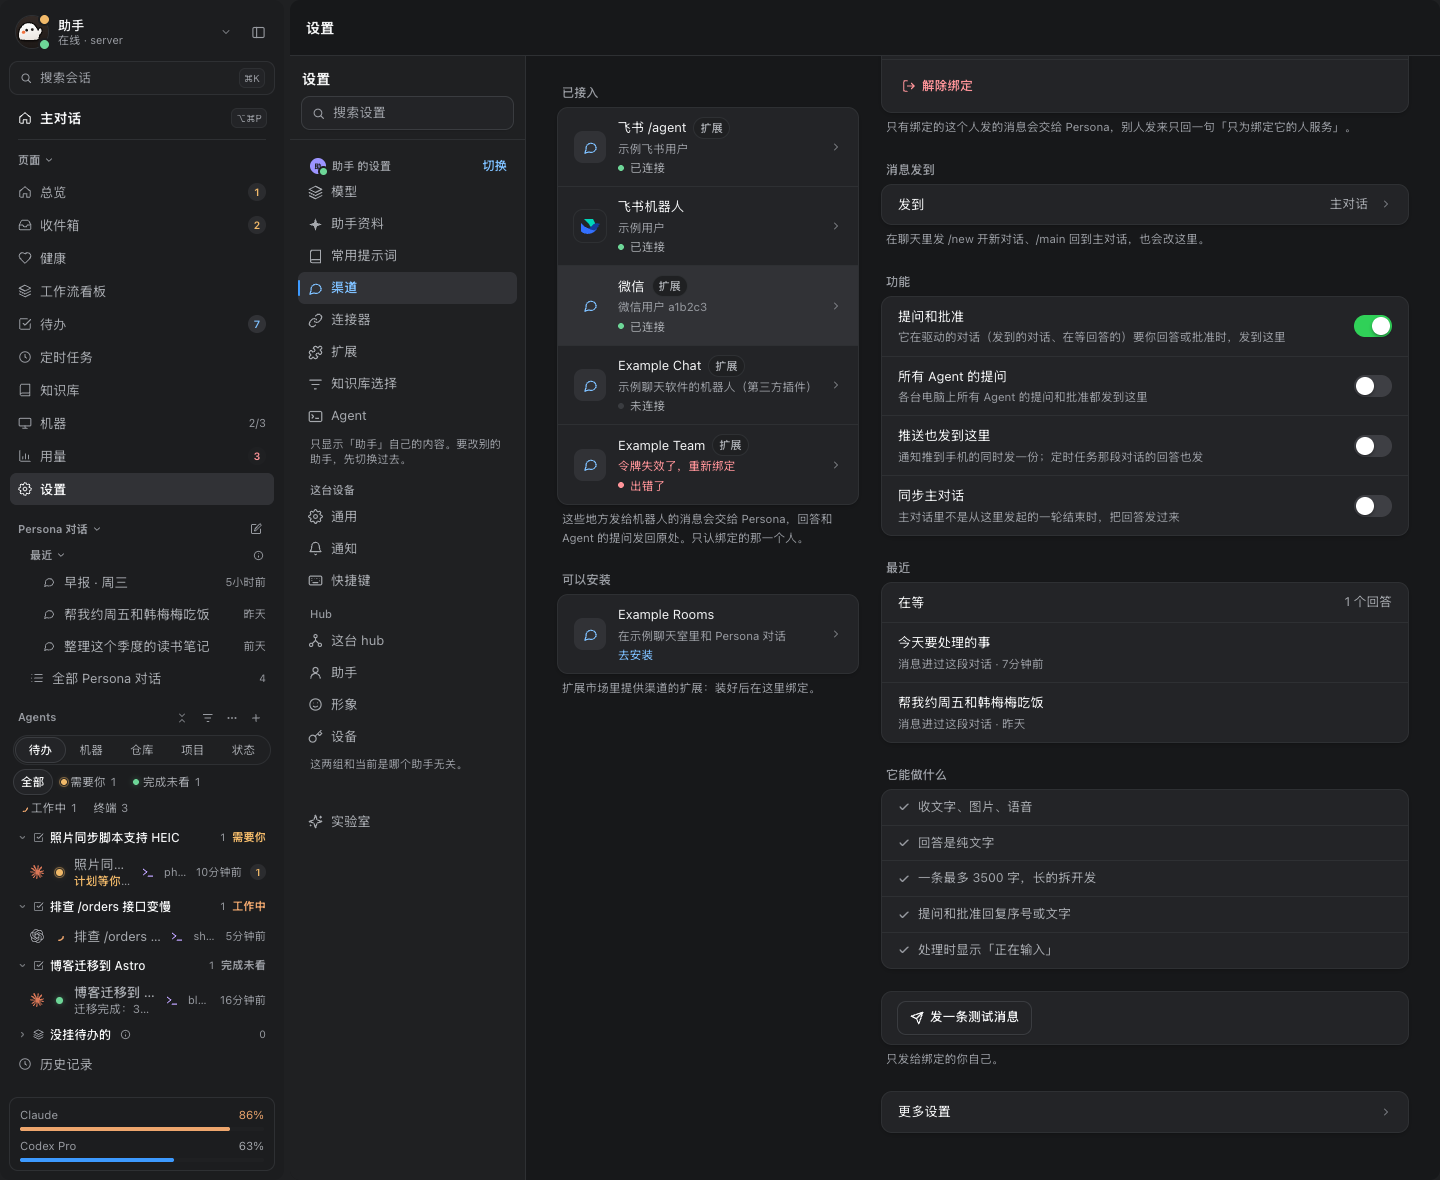 助手
在线 · server
搜索会话
⌘K
主对话
⌥⌘P
页面
总览
1
收件箱
2
健康
工作流看板
待办
7
定时任务
知识库
机器
2/3
用量
3
设置
Persona 对话
最近
早报 · 周三
5小时前
帮我约周五和韩梅梅吃饭
昨天
整理这个季度的读书笔记
前天
全部 Persona 对话
4
Agents
待办
机器
仓库
项目
状态
全部
需要你 1
完成未看 1
工作中 1
终端 3
照片同步脚本支持 HEIC
1 需要你
照片同...
计划等你...
ph...
10分钟前
1
排查 /orders 接口变慢
1 工作中
排查 /orders ...
sh...
5分钟前
博客迁移到 Astro
1 完成未看
博客迁移到 ...
迁移完成：3...
bl...
16分钟前
没挂待办的
0
历史记录
Claude
86%
Codex Pro
63%
设置
设置
搜索设置
助手 的设置
切换
模型
助手资料
常用提示词
渠道
连接器
扩展
知识库选择
Agent
只显示「助手」自己的内容。要改别的
助手，先切换过去。
这台设备
通用
通知
快捷键
Hub
这台 hub
助手
形象
设备
这两组和当前是哪个助手无关。
实验室
已接入
飞书 /agent
扩展
示例飞书用户
已连接
飞书机器人
示例用户
已连接
微信
扩展
微信用户 a1b2c3
已连接
Example Chat
扩展
示例聊天软件的机器人（第三方插件）
未连接
Example Team
扩展
令牌失效了，重新绑定
出错了
这些地方发给机器人的消息会交给 Persona，回答和
Agent 的提问发回原处。只认绑定的那一个人。
可以安装
Example Rooms
在示例聊天室里和 Persona 对话
去安装
扩展市场里提供渠道的扩展：装好后在这里绑定。
解除绑定
只有绑定的这个人发的消息会交给 Persona，别人发来只回一句「只为绑定它的人服务」。
消息发到
发到
主对话
在聊天里发 /new 开新对话、/main 回到主对话，也会改这里。
功能
提问和批准
它在驱动的对话（发到的对话、在等回答的）要你回答或批准时，发到这里
所有 Agent 的提问
各台电脑上所有 Agent 的提问和批准都发到这里
推送也发到这里
通知推到手机的同时发一份；定时任务那段对话的回答也发
同步主对话
主对话里不是从这里发起的一轮结束时，把回答发过来
最近
在等
1 个回答
今天要处理的事
消息进过这段对话 · 7分钟前
帮我约周五和韩梅梅吃饭
消息进过这段对话 · 昨天
它能做什么
收文字、图片、语音
回答是纯文字
一条最多 3500 字，长的拆开发
提问和批准回复序号或文字
处理时显示「正在输入」
发一条测试消息
只发给绑定的你自己。
更多设置